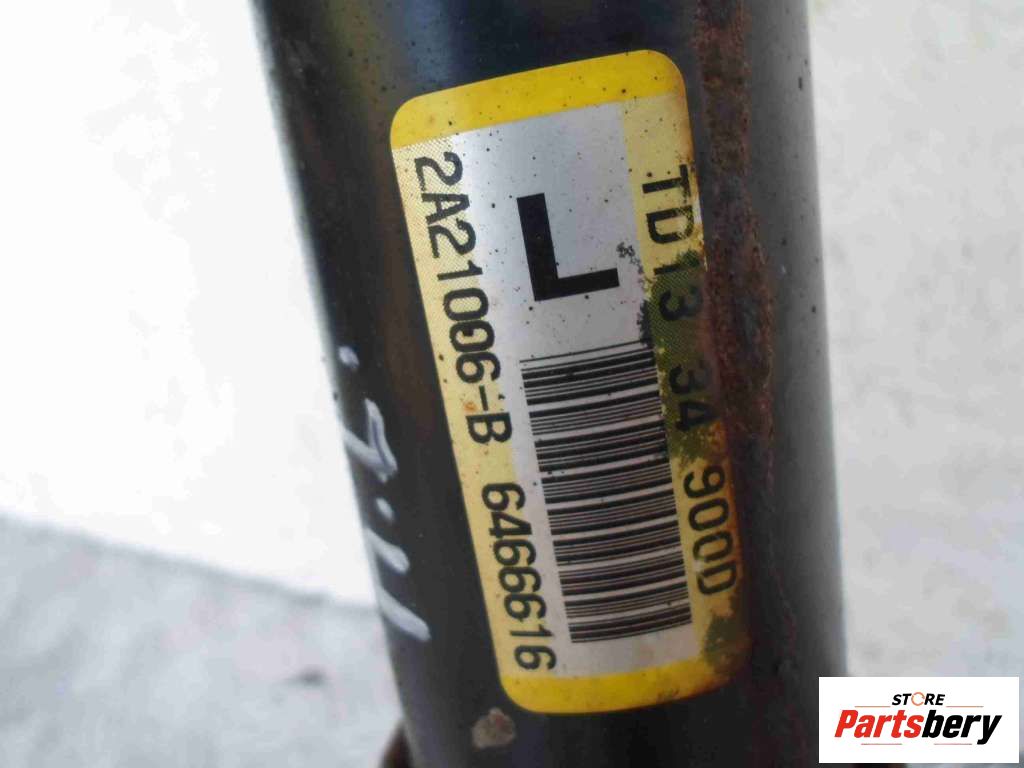 TD13 34 900D
L
2A21006-B 6466616
STORE
Partsbery